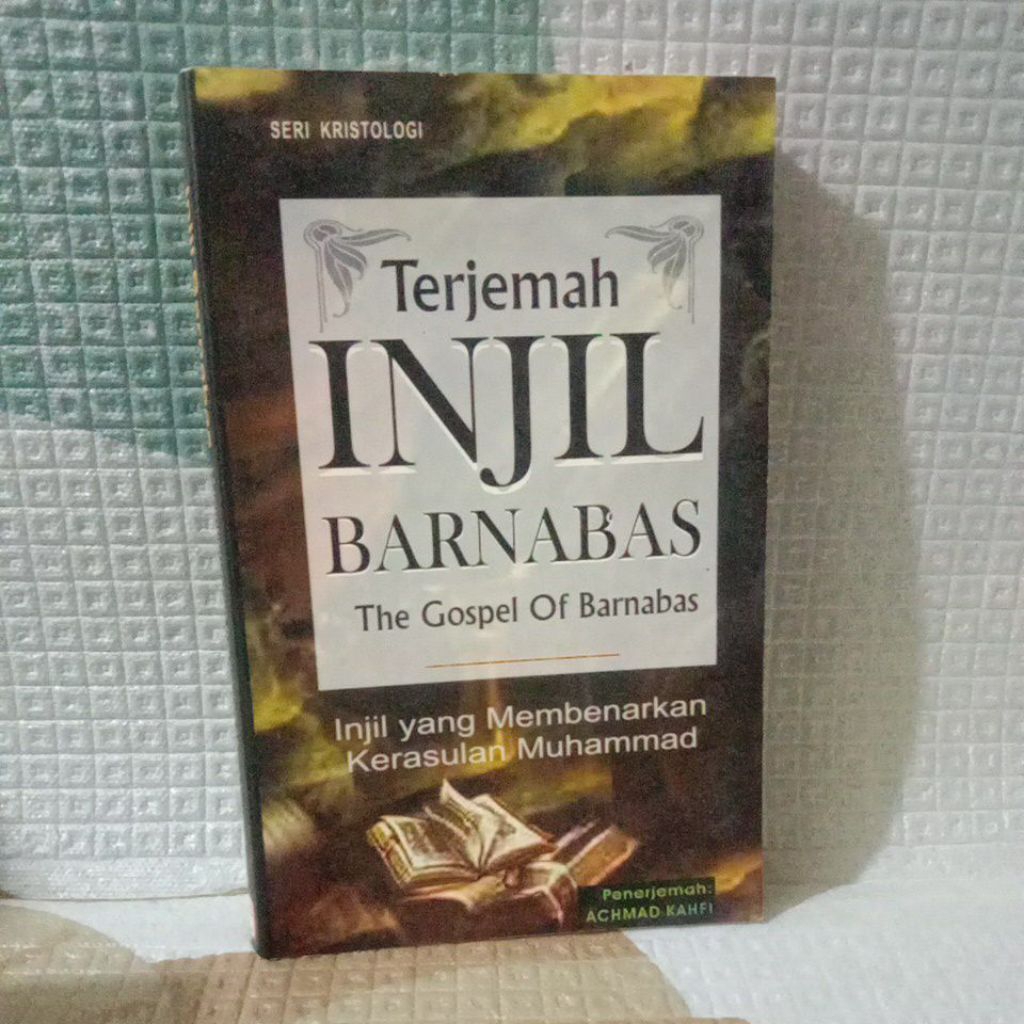 SERI KRISTOLOGI
Terjemah
INJIL
BARNABAS
The Gospel Of Barnabas
Injil yang Membenarkan
Kerasulan Muhammad
Penerjemah:
ACHMAD KAHFI